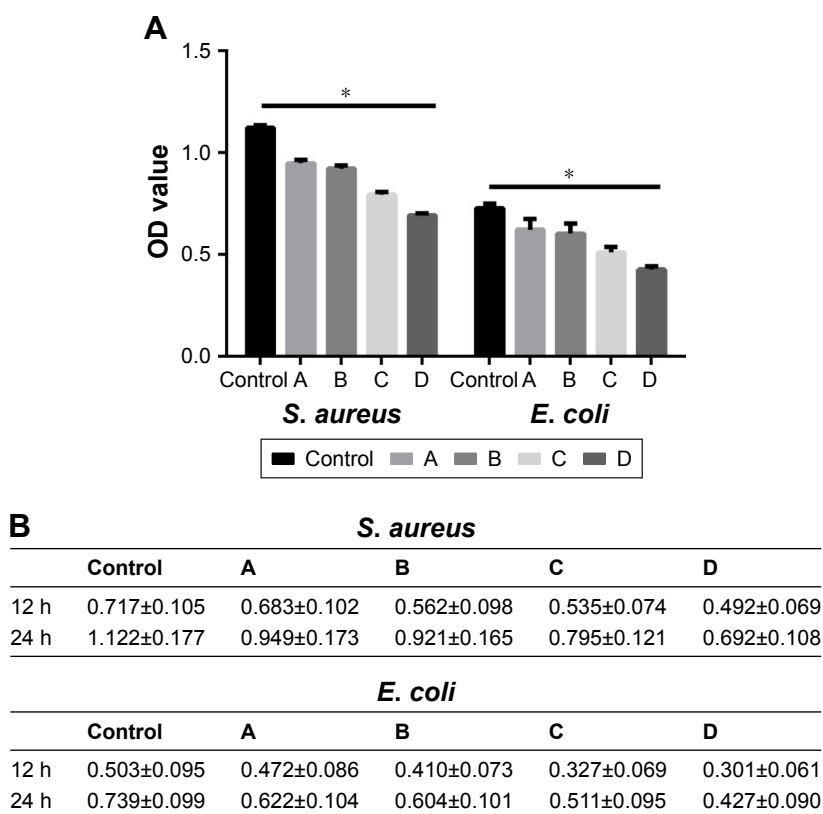 A
1.5
1.0
0.5
0.0
OD value
*
*
Control A B C D Control A B C D
S. aureus E. coli
Control A B C D
B S. aureus
Control A B C D
12 h 0.717±0.105 0.683±0.102 0.562±0.098 0.535±0.074 0.492±0.069
24 h 1.122±0.177 0.949±0.173 0.921±0.165 0.795±0.121 0.692±0.108
E. coli
Control A B C D
12 h 0.503±0.095 0.472±0.086 0.410±0.073 0.327±0.069 0.301±0.061
24 h 0.739±0.099 0.622±0.104 0.604±0.101 0.511±0.095 0.427±0.090